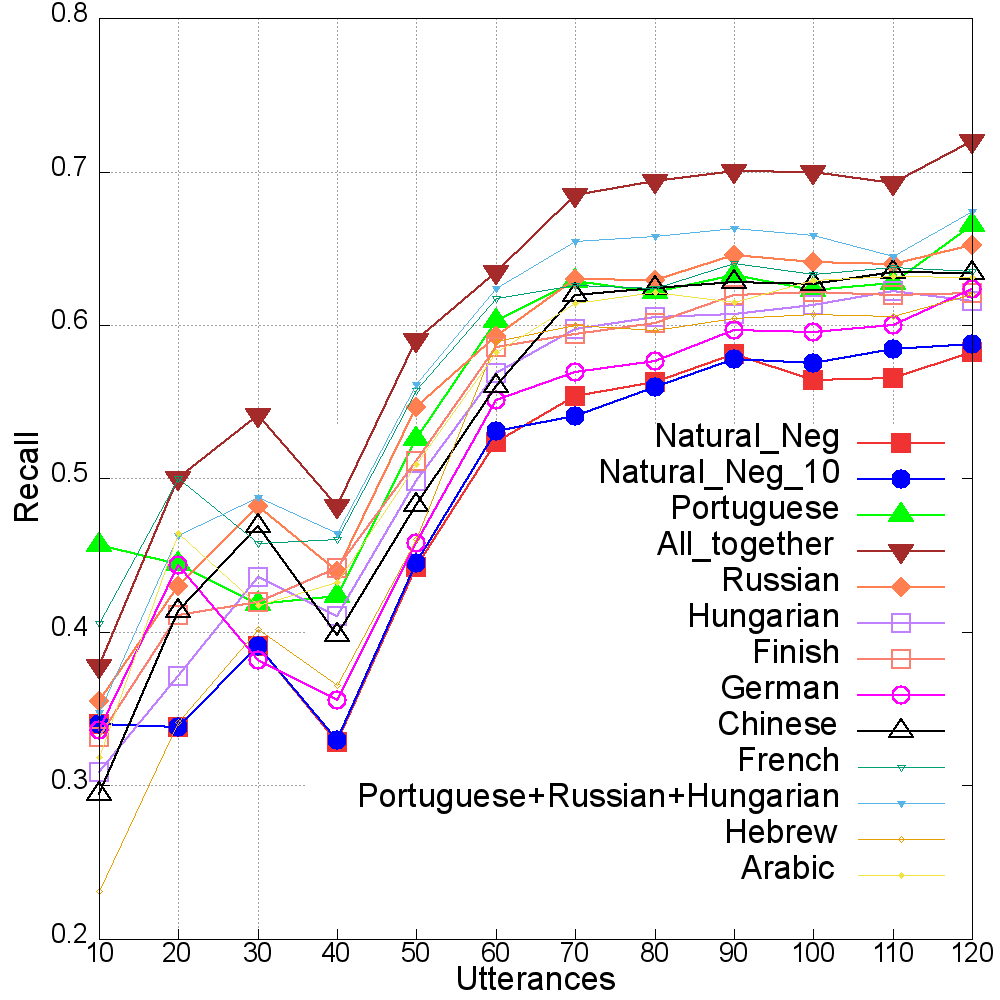 0.8
0.7
0.6
0.5
0.4
0.3
0.2
Recall
Natural_Neg
Natural_Neg_10
Portuguese
All_together
Russian
Hungarian
Finish
German
Chinese
French
Portuguese+Russian+Hungarian
Hebrew
Arabic
10 20 30 40 50 60 70 80 90 100 110 120
Utterances